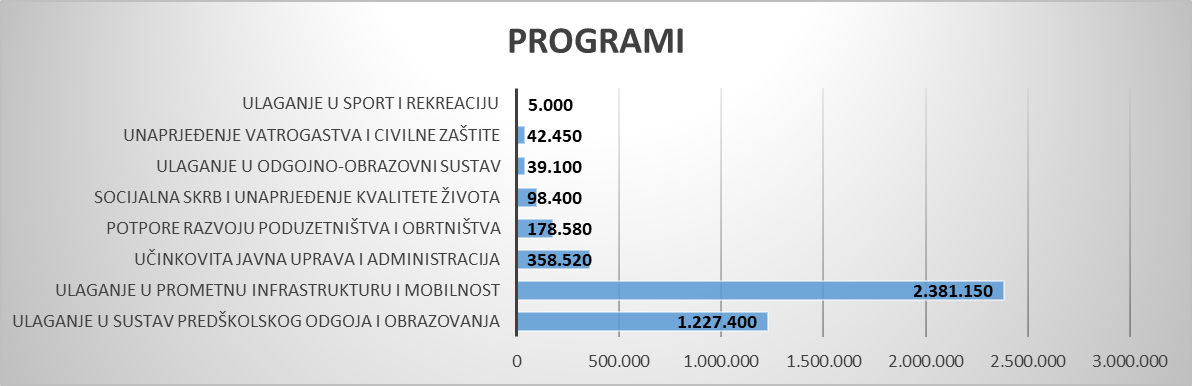 PROGRAMI
ULAGANJE U SPORT I REKREACIJU 5.000
UNAPRJEĐENJE VATROGASTVA I CIVILNE ZAŠTITE 42.450
ULAGANJE U ODGOJNO-OBRAZOVNI SUSTAV 39.100
SOCIJALNA SKRB I UNAPRJEĐENJE KVALITETE ŽIVOTA 98.400
POTPORE RAZVOJU PODUZETNIŠTVA I OBRTNIŠTVA 178.580
UČINKOVITA JAVNA UPRAVA I ADMINISTRACIJA 358.520
ULAGANJE U PROMETNU INFRASTRUKTURU I MOBILNOST 2.381.150
ULAGANJE U SUSTAV PREDŠKOLSKOG ODGOJA I OBRAZOVANJA 1.227.400
0 500.000 1.000.000 1.500.000 2.000.000 2.500.000 3.000.000